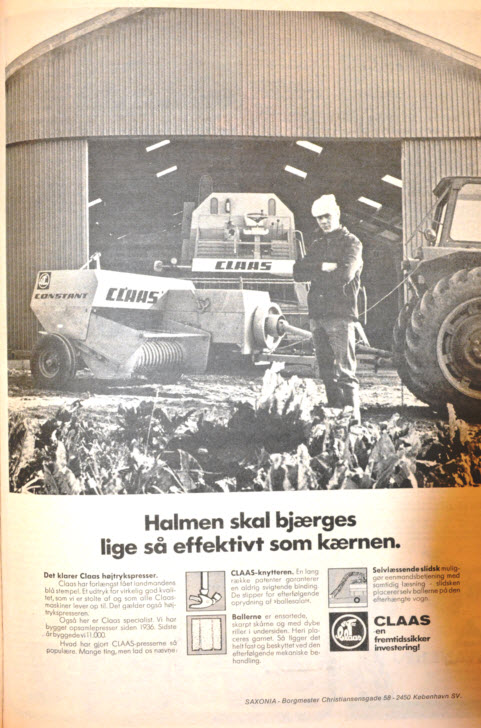 CLAAS
CONSTANT
CLAAS
Halmen skal bjærges
lige så effektivt som kærnen.
Det klarer Claas højtrykspresser.
Claas har forlængst fået landmandens
blå stempel. Et udtryk for virkelig god kvali-
tet, som vi er stolte af og som alle Claas-
maskiner lever op til. Det gælder også høj-
trykspresseren.
Også her er Claas specialist. Vi har
bygget opsamlepresser siden 1936. Sidste
år byggede vi 11.000.
Hvad har gjort CLAAS-presserne så
populære. Mange ting, men lad os nævne:
CLAAS-knytteren. En lang
række patenter garanterer
en aldrig svigtende binding.
De slipper for efterfølgende
oprydning af tballesalat.
Ballerne er ensartede,
skarpt skårne og med dybe
riller i undersiden. Heri pla-
ceres garnet. Så ligger det
helt fast og beskyttet ved den
efterfølgende mekaniske be-
handling.
Selvlæssende slidsk mulig-
gør eenmandsbetjening med
samtidig læsning - slidsken
placerer selv ballerne på den
efterhængte vogn.
CLAAS
CLAAS
-en
fremtidssikker
investering!
SAXONIA - Borgmester Christiansensgade 58 - 2450 København SV.